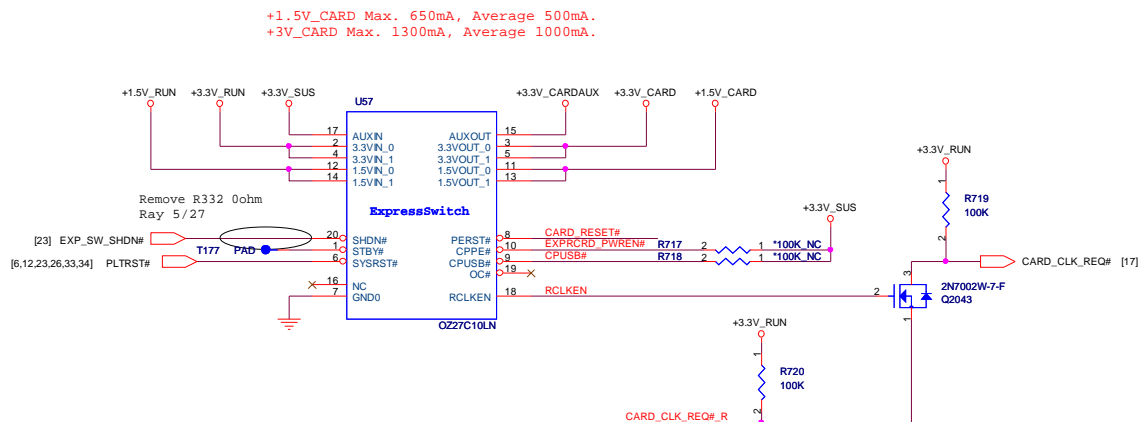 +1.5V_CARD Max. 650mA, Average 500mA.
+3V_CARD Max. 1300mA, Average 1000mA.
+1.5V_RUN +3.3V_RUN +3.3V_SUS U57 +3.3V_CARDAUX +3.3V_CARD +1.5V_CARD
17 AUXIN AUXOUT 15
2 3.3VIN_0 3.3VOUT_0 3
4 3.3VIN_1 3.3VOUT_1 5
12 1.5VIN_0 1.5VOUT_0 11
14 1.5VIN_1 1.5VOUT_1 13
+3.3V_RUN
1
R719
100K
2
Remove R332 0ohm
Ray 5/27
ExpressSwitch
+3.3V_SUS
[23] EXP_SW_SHDN# 20 SHDN# PERST# 8 CARD_RESET#
T177 PAD 1 STBY# CPPE# 10 EXPRCRD_PWREN# R717 2 1 *100K_NC
[6,12,23,26,33,34] PLTRST# 6 SYSRST# CPUSB# 9 CPUSB# R718 2 1 *100K_NC
OC# 19
CARD_CLK_REQ# [17]
16 NC
7 GND0 RCLKEN 18 RCLKEN
2 3 1
2N7002W-7-F
Q2043
OZ27C10LN
+3.3V_RUN
1
R720
100K
2
CARD_CLK_REQ#_R